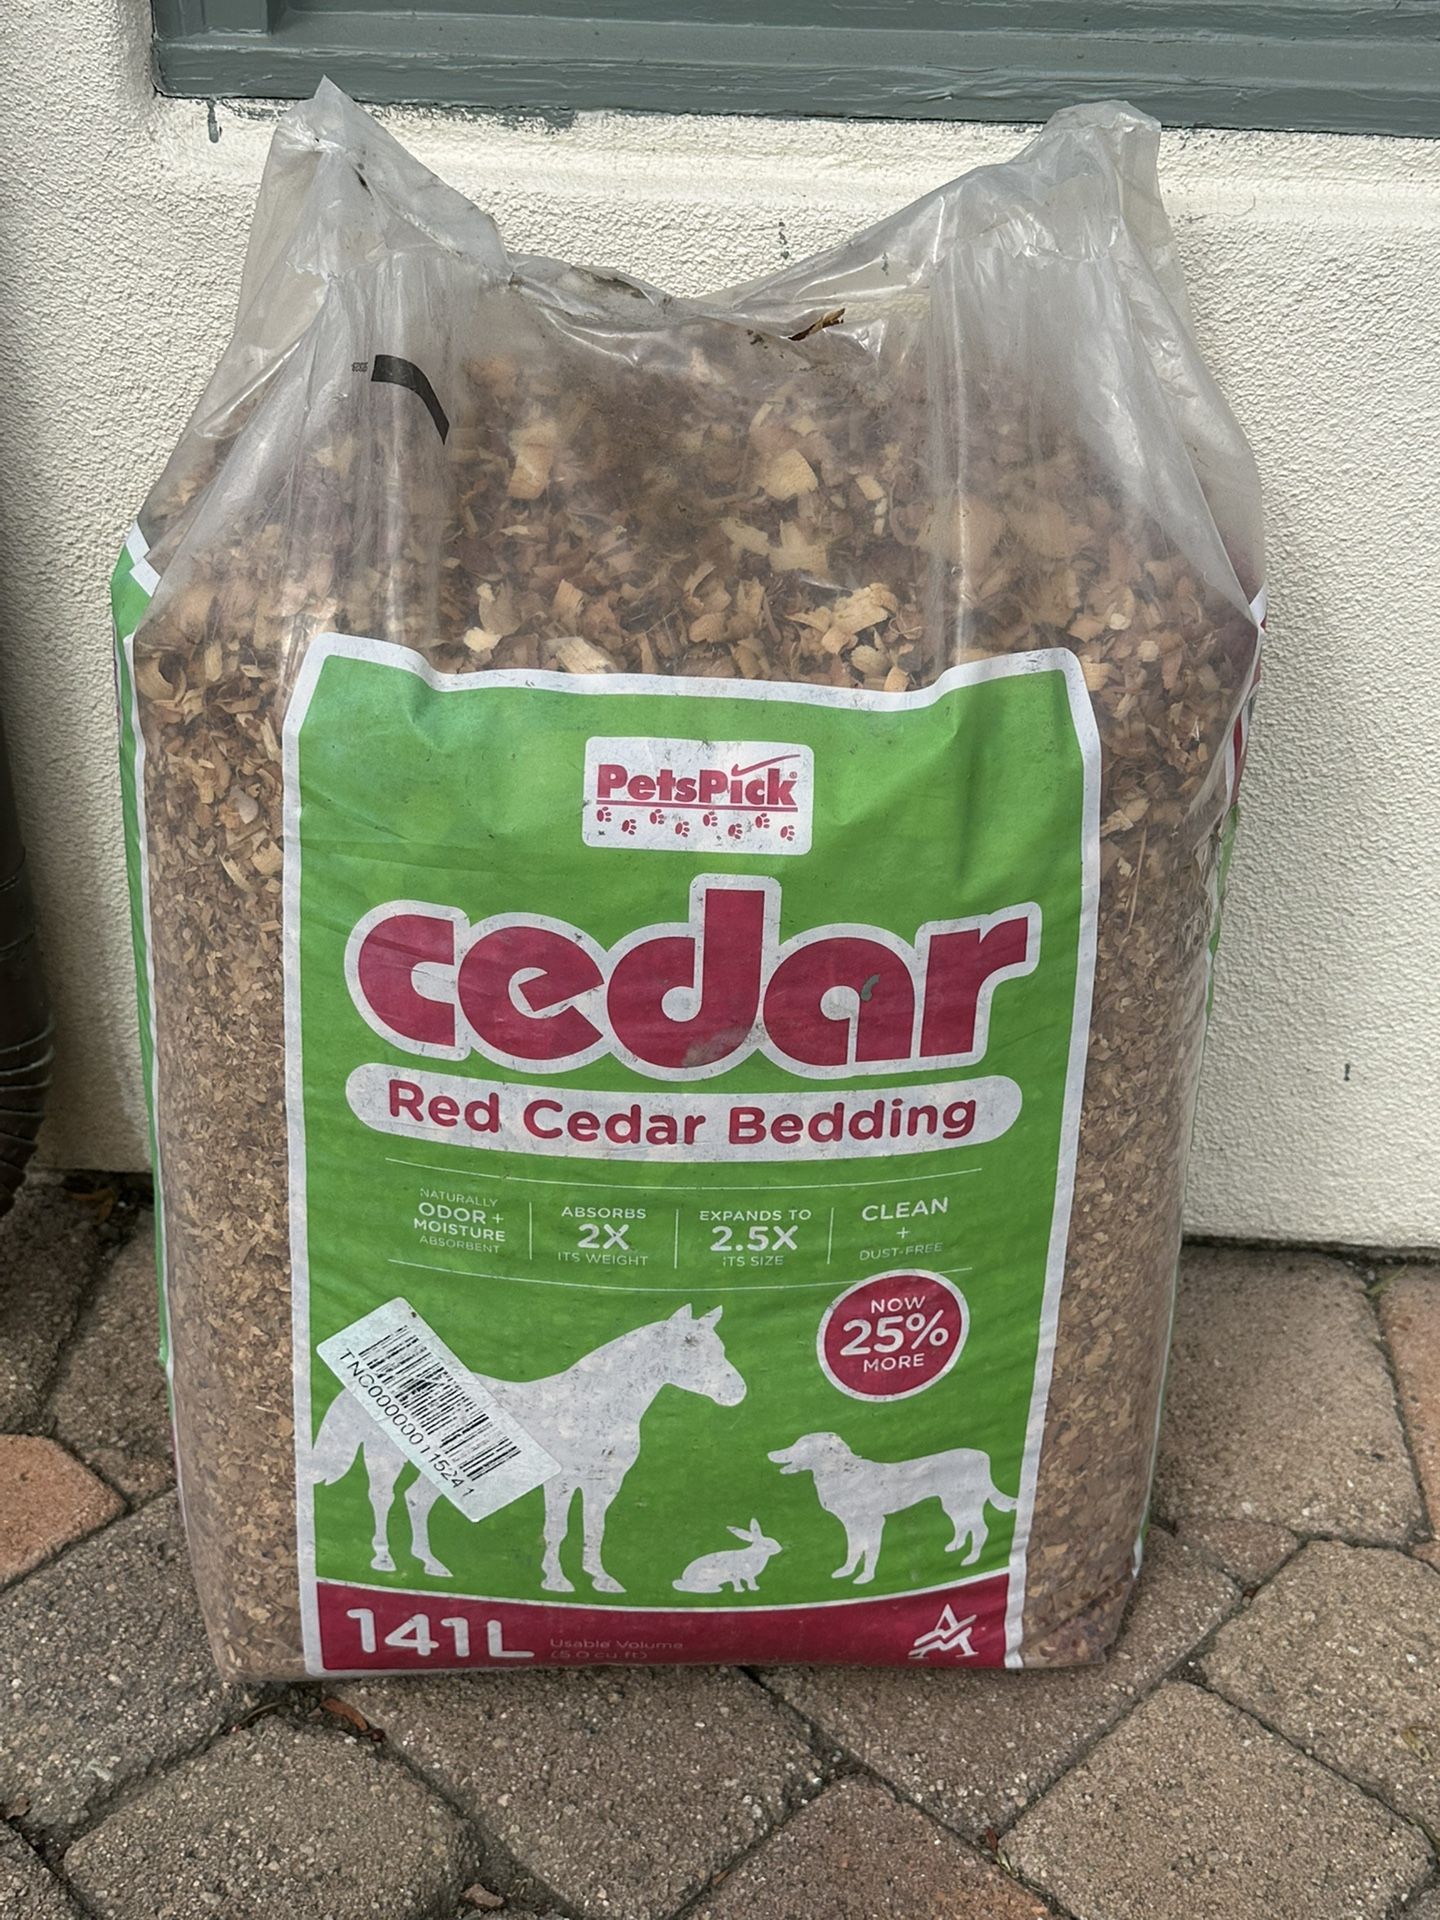 PetsPick
cedar
Red Cedar Bedding
NATURALLY
ODOR +
MOISTURE
ABSORBENT
ABSORBS
2X
ITS WEIGHT
EXPANDS TO
2.5X
ITS SIZE
CLEAN
+
DUST-FREE
NOW
25%
MORE
TNC00000115241
141L
Usable Volume
(5.0 cu.ft)